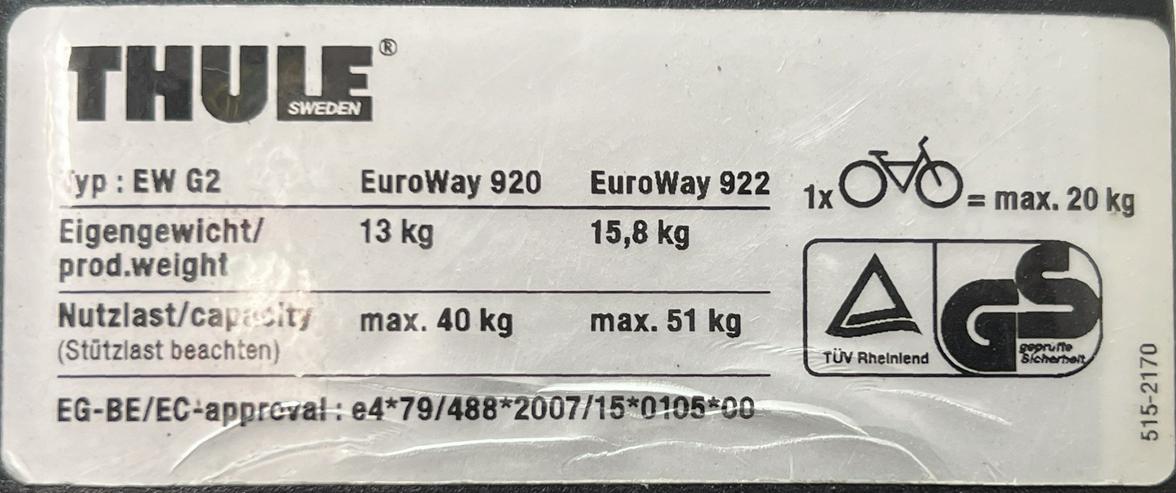 THULE®
SWEDEN
Typ : EW G2 EuroWay 920 EuroWay 922
Eigengewicht/ 13 kg 15,8 kg
prod.weight
Nutzlast/capacity max. 40 kg max. 51 kg
(Stützlast beachten)
EG-BE/EC-approval : e4*79/488*2007/15*0105*00
1x = max. 20 kg
TÜV Rheinland
GS
geprüfte
Sicherheit
515-2170